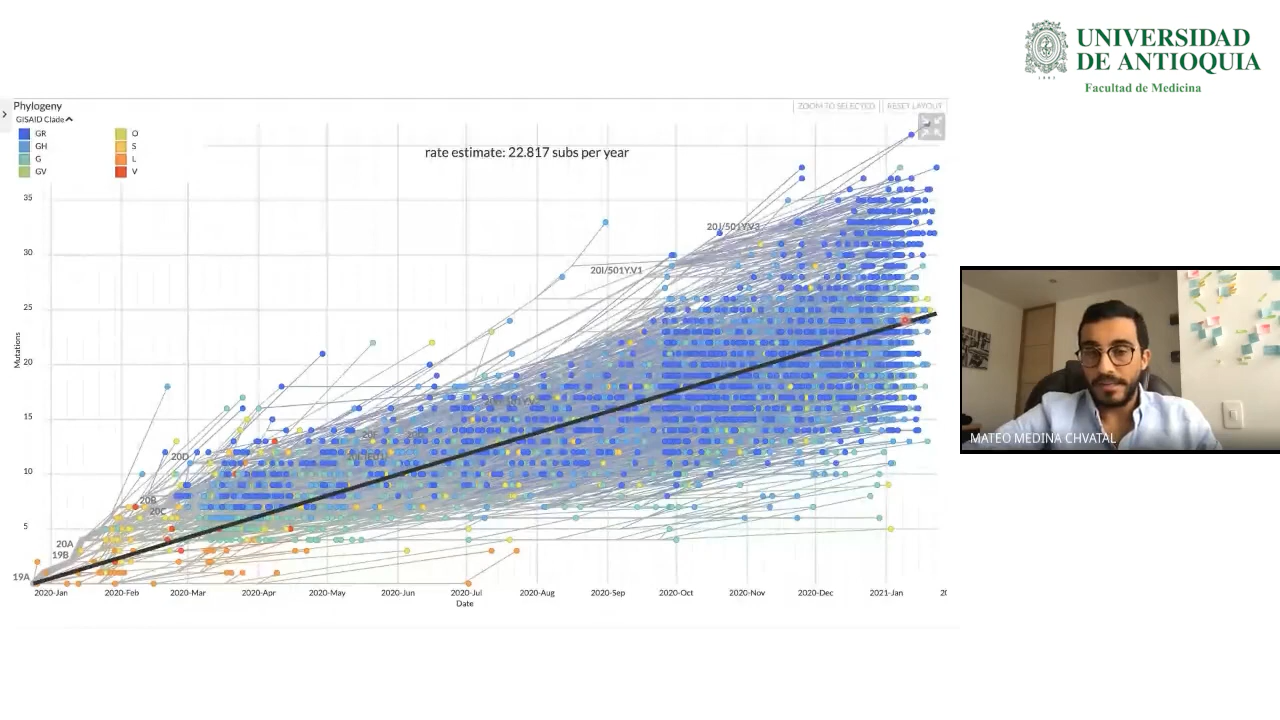 UNIVERSIDAD
DE ANTIOQUIA
1803
Facultad de Medicina
Phylogeny
ZOOM TO SELECTED
RESET LAYOUT
GISAID Clade
GR
O
GH
S
G
L
GV
V
rate estimate: 22.817 subs per year
35
30
25
20
15
10
5
Mutations
20J/501Y.V3
20I/501Y.V1
20D
20B
20C
20A
19B
19A
2020-Jan
2020-Feb
2020-Mar
2020-Apr
2020-May
2020-Jun
2020-Jul
2020-Aug
2020-Sep
2020-Oct
2020-Nov
2020-Dec
2021-Jan
20
Date
MATEO MEDINA CHVATAL